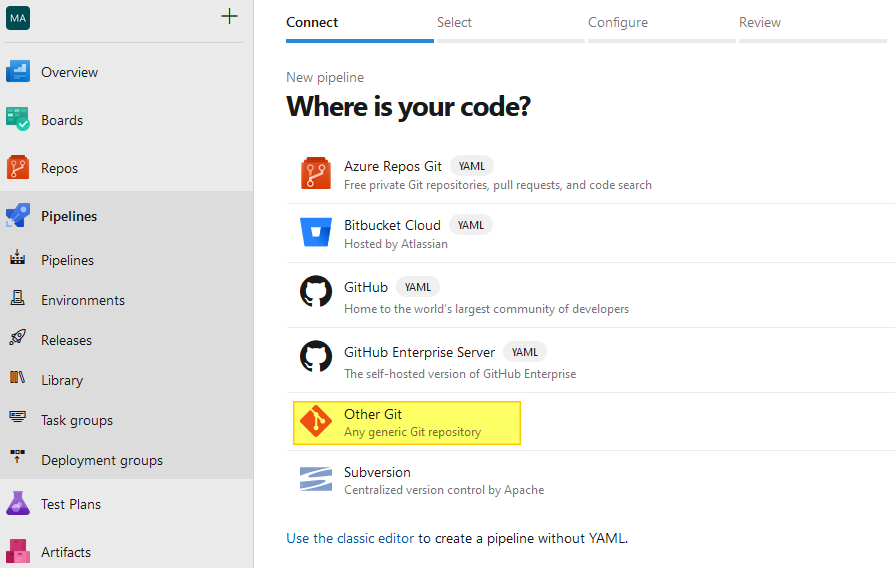 MA
Overview
Boards
Repos
Pipelines
Pipelines
Environments
Releases
Library
Task groups
Deployment groups
Test Plans
Artifacts
Connect Select Configure Review
New pipeline
Where is your code?
Azure Repos Git YAML
Free private Git repositories, pull requests, and code search
Bitbucket Cloud YAML
Hosted by Atlassian
GitHub YAML
Home to the world's largest community of developers
GitHub Enterprise Server YAML
The self-hosted version of GitHub Enterprise
Other Git
Any generic Git repository
Subversion
Centralized version control by Apache
Use the classic editor to create a pipeline without YAML.